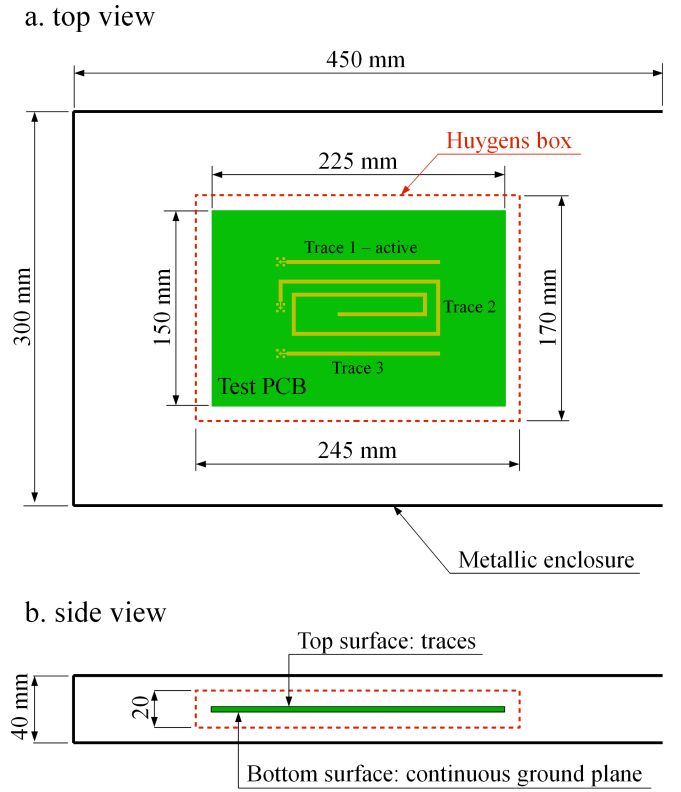 a. top view
450 mm
Huygens box
225 mm
Trace 1 – active
300 mm
150 mm
Trace 2
170 mm
Trace 3
Test PCB
245 mm
Metallic enclosure
b. side view
Top surface: traces
40 mm
20
Bottom surface: continuous ground plane